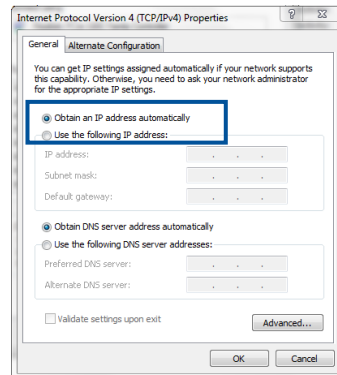 Internet Protocol Version 4 (TCP/IPv4) Properties
General
Alternate Configuration
You can get IP settings assigned automatically if your network supports
this capability. Otherwise, you need to ask your network administrator
for the appropriate IP settings.
Obtain an IP address automatically
Use the following IP address:
IP address:
Subnet mask:
Default gateway:
Obtain DNS server address automatically
Use the following DNS server addresses:
Preferred DNS server:
Alternate DNS server:
Validate settings upon exit
Advanced...
OK
Cancel